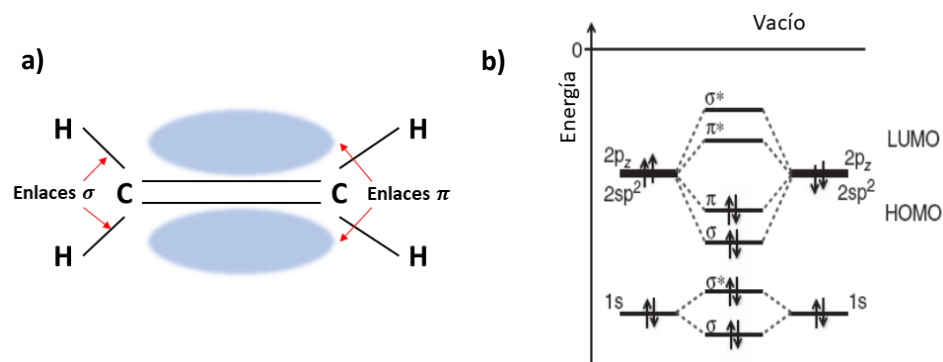 a)
H H
Enlaces σ C C Enlaces π
H H
b)
Vacío
0
Energía
σ*
π* LUMO
2pz 2pz
2sp² 2sp²
π HOMO
σ
σ*
1s 1s
σ